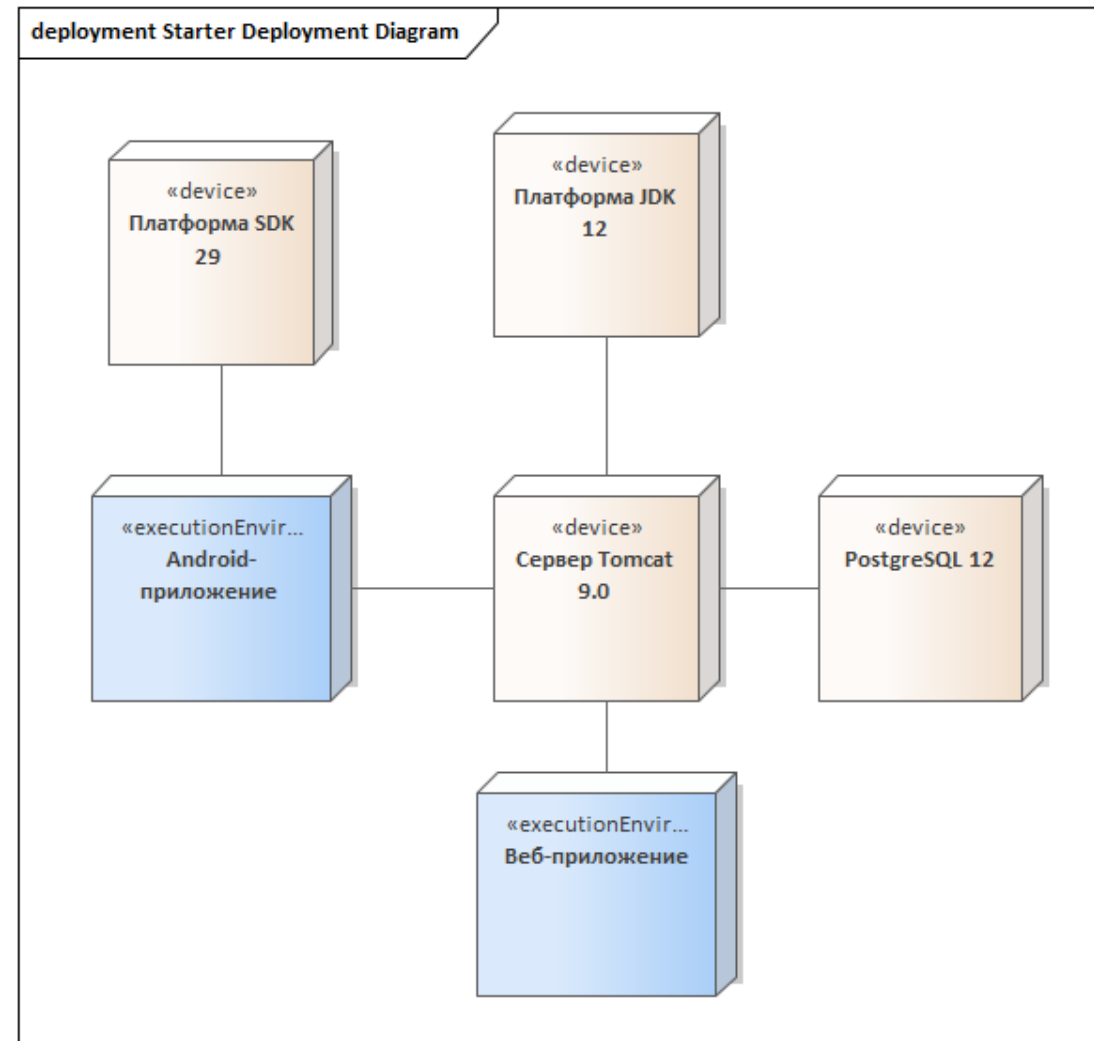 deployment Starter Deployment Diagram
«device»
Платформа SDK
29
«device»
Платформа JDK
12
«executionEnvir...
Android-
приложение
«device»
Сервер Tomcat
9.0
«device»
PostgreSQL 12
«executionEnvir...
Веб-приложение